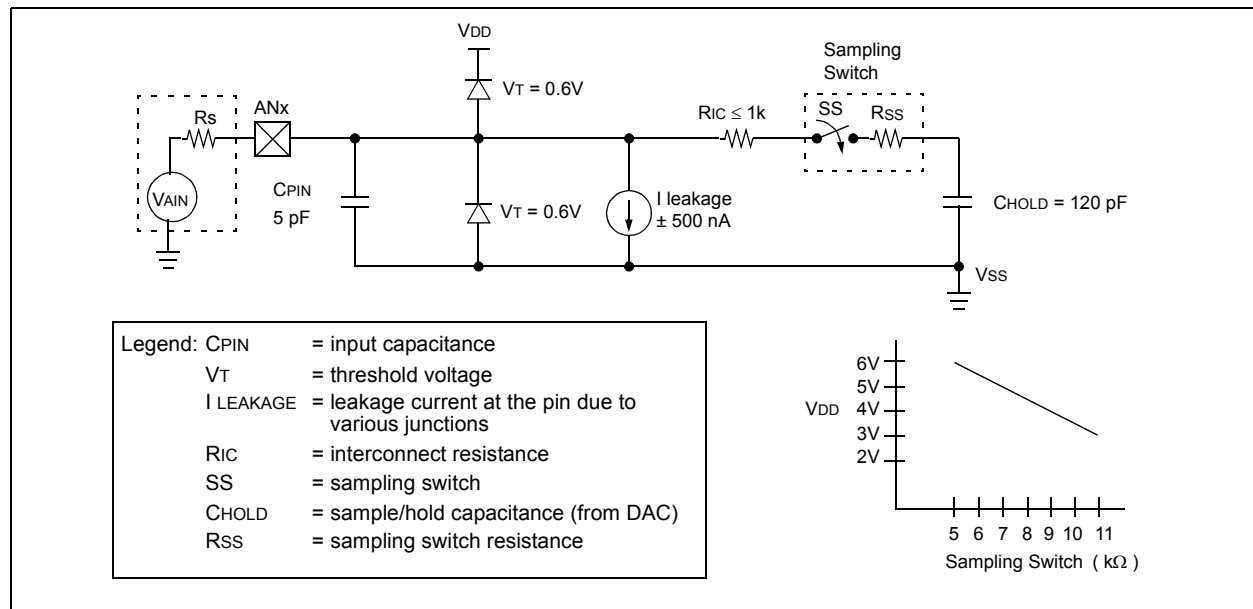 VDD
Sampling
Switch
VT = 0.6V
ANx
Rs
RIC ≤ 1k
SS
RSS
VAIN
CPIN
5 pF
VT = 0.6V
I leakage
± 500 nA
CHOLD = 120 pF
VSS
Legend: CPIN = input capacitance
VT = threshold voltage
I LEAKAGE = leakage current at the pin due to
various junctions
RIC = interconnect resistance
SS = sampling switch
CHOLD = sample/hold capacitance (from DAC)
RSS = sampling switch resistance
6V
5V
VDD 4V
3V
2V
5 6 7 8 9 10 11
Sampling Switch ( kΩ )